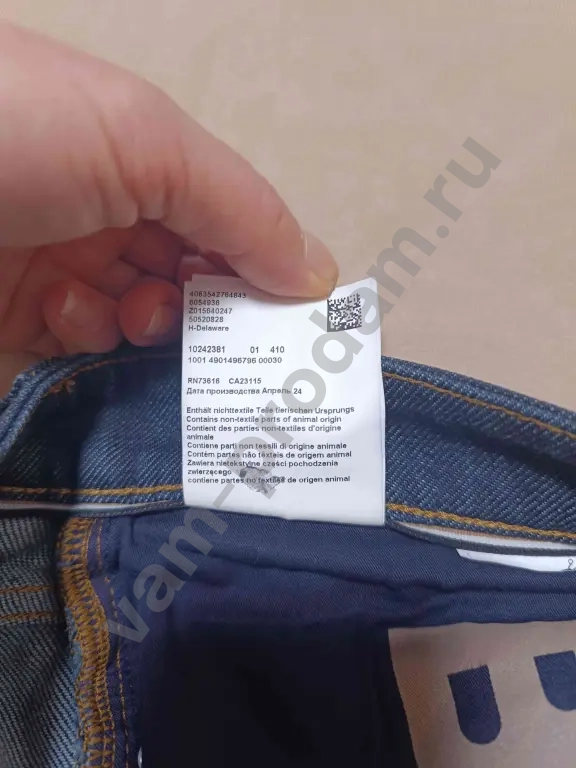 4063542764843
6054936
Z015640247
50520828
H-Delaware
10242381 01 410
1001 4901496796 00030
RN73616 CA23115
Дата производства Апрель 24
Enthält nichttextile Teile tierischen Ursprungs
Contains non-textile parts of animal origin
Contient des parties non-textiles d'origine
animale
Contiene parti non tessili di origine animale
Contém partes não têxteis de origem animal
Zawiera nietekstylne części pochodzenia
zwierzęcego
contiene partes no textiles de origen animal
vam-prodam.ru